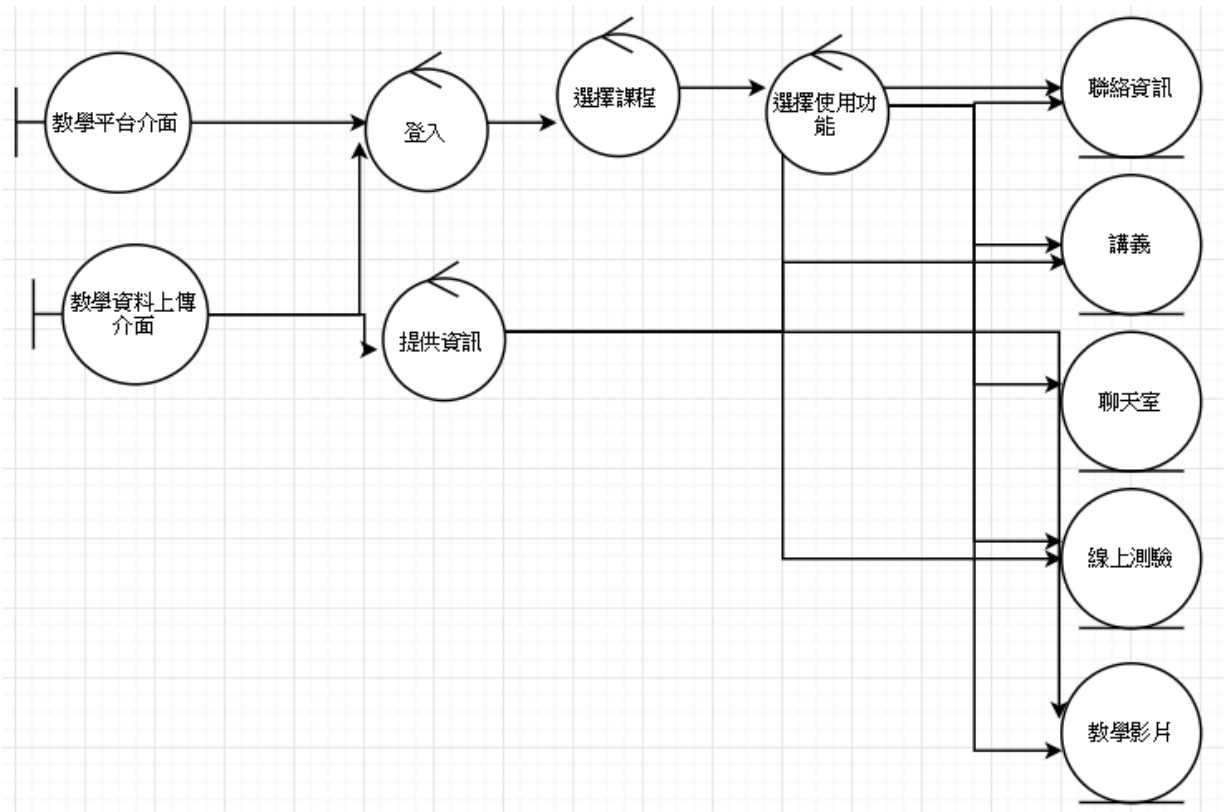 教學平台介面
登入
選擇課程
選擇使用功
能
聯絡資訊
教學資料上傳
介面
提供資訊
講義
聊天室
線上測驗
教學影片